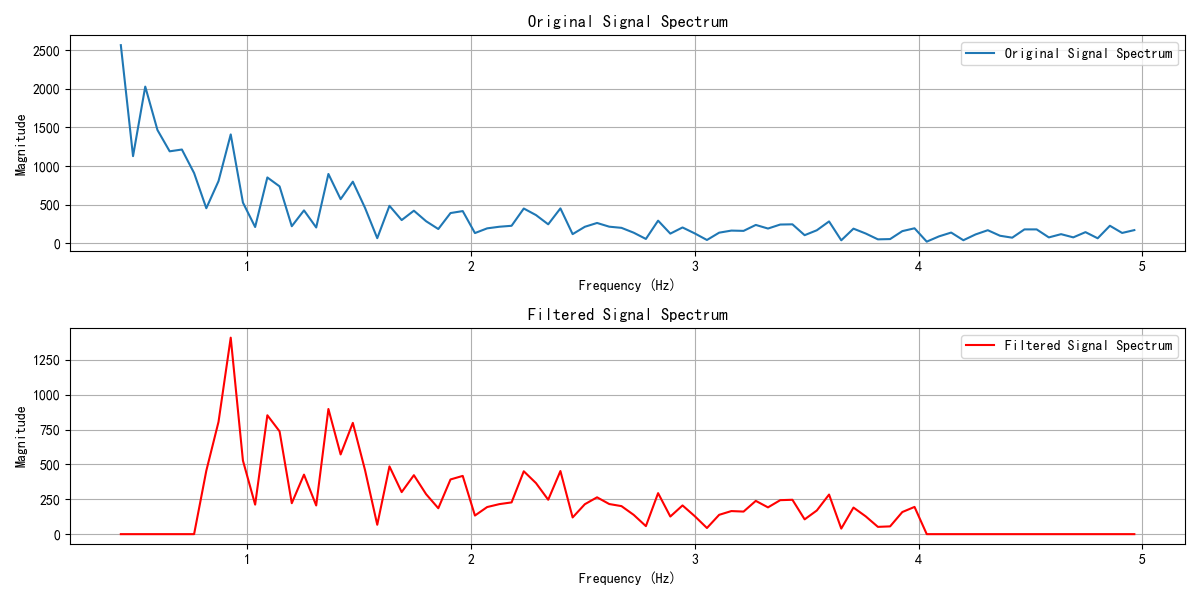 Original Signal Spectrum
2500
2000
1500
1000
500
0
Magnitude
Original Signal Spectrum
1 2 3 4 5
Frequency (Hz)
Filtered Signal Spectrum
1250
1000
750
500
250
0
Magnitude
Filtered Signal Spectrum
1 2 3 4 5
Frequency (Hz)